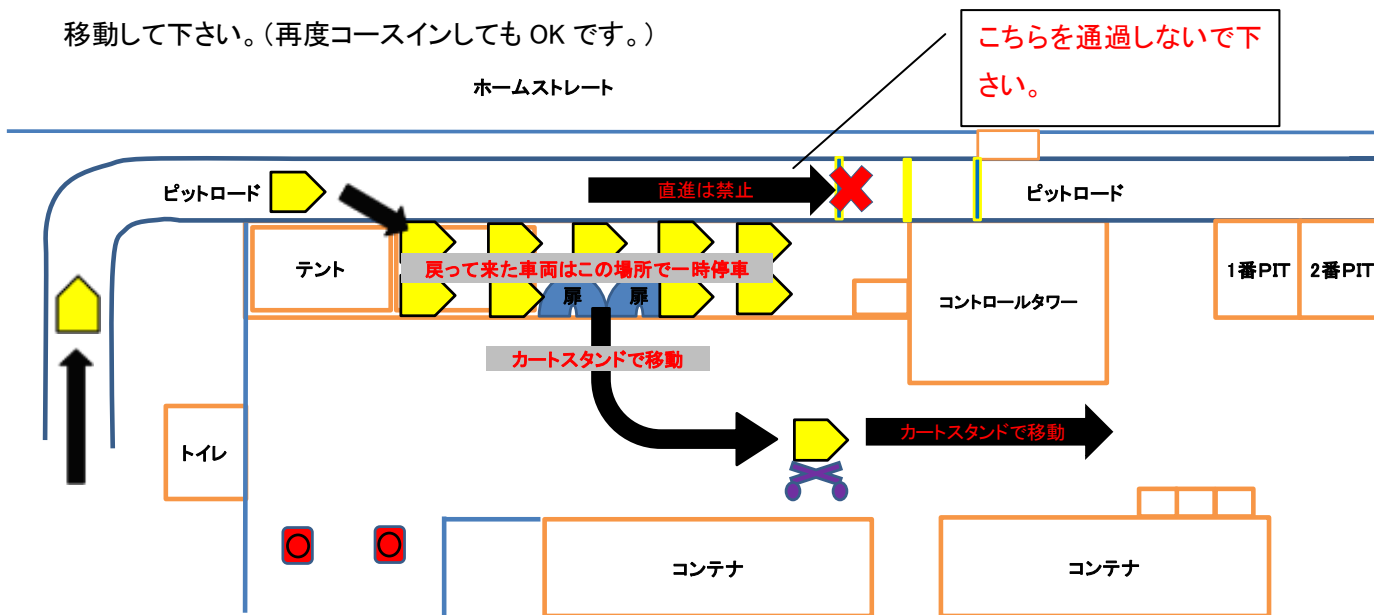 移動して下さい。（再度コースインしても OK です。）
こちらを通過しないで下
さい。
ホームストレート
ピットロード
直進は禁止
ピットロード
テント
戻って来た車両はこの場所で一時停車
扉
扉
コントロールタワー
1番PIT
2番PIT
カートスタンドで移動
カートスタンドで移動
トイレ
コンテナ
コンテナ